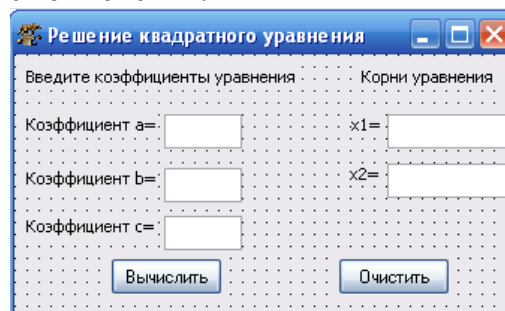 Решение квадратного уравнения
Введите коэффициенты уравнения Корни уравнения
Коэффициент a= x1=
Коэффициент b= x2=
Коэффициент c=
Вычислить Очистить